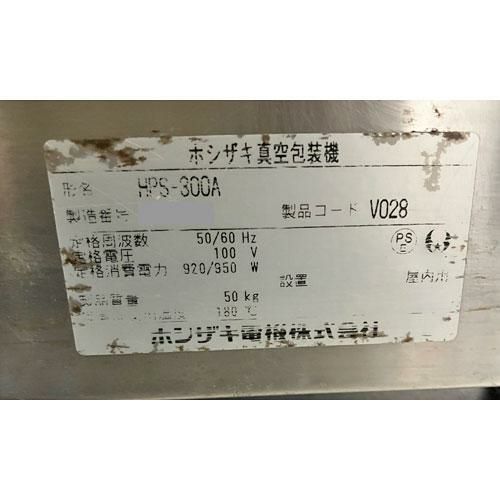 ホシザキ真空包装機
形名 HPS-300A
製造番号 製品コード V028
定格周波数 50/60 Hz
定格電圧 100 V
定格消費電力 920/950 W
PS E
設置 屋内用
製品質量 50 kg
180 ℃
ホシザキ電機株式会社